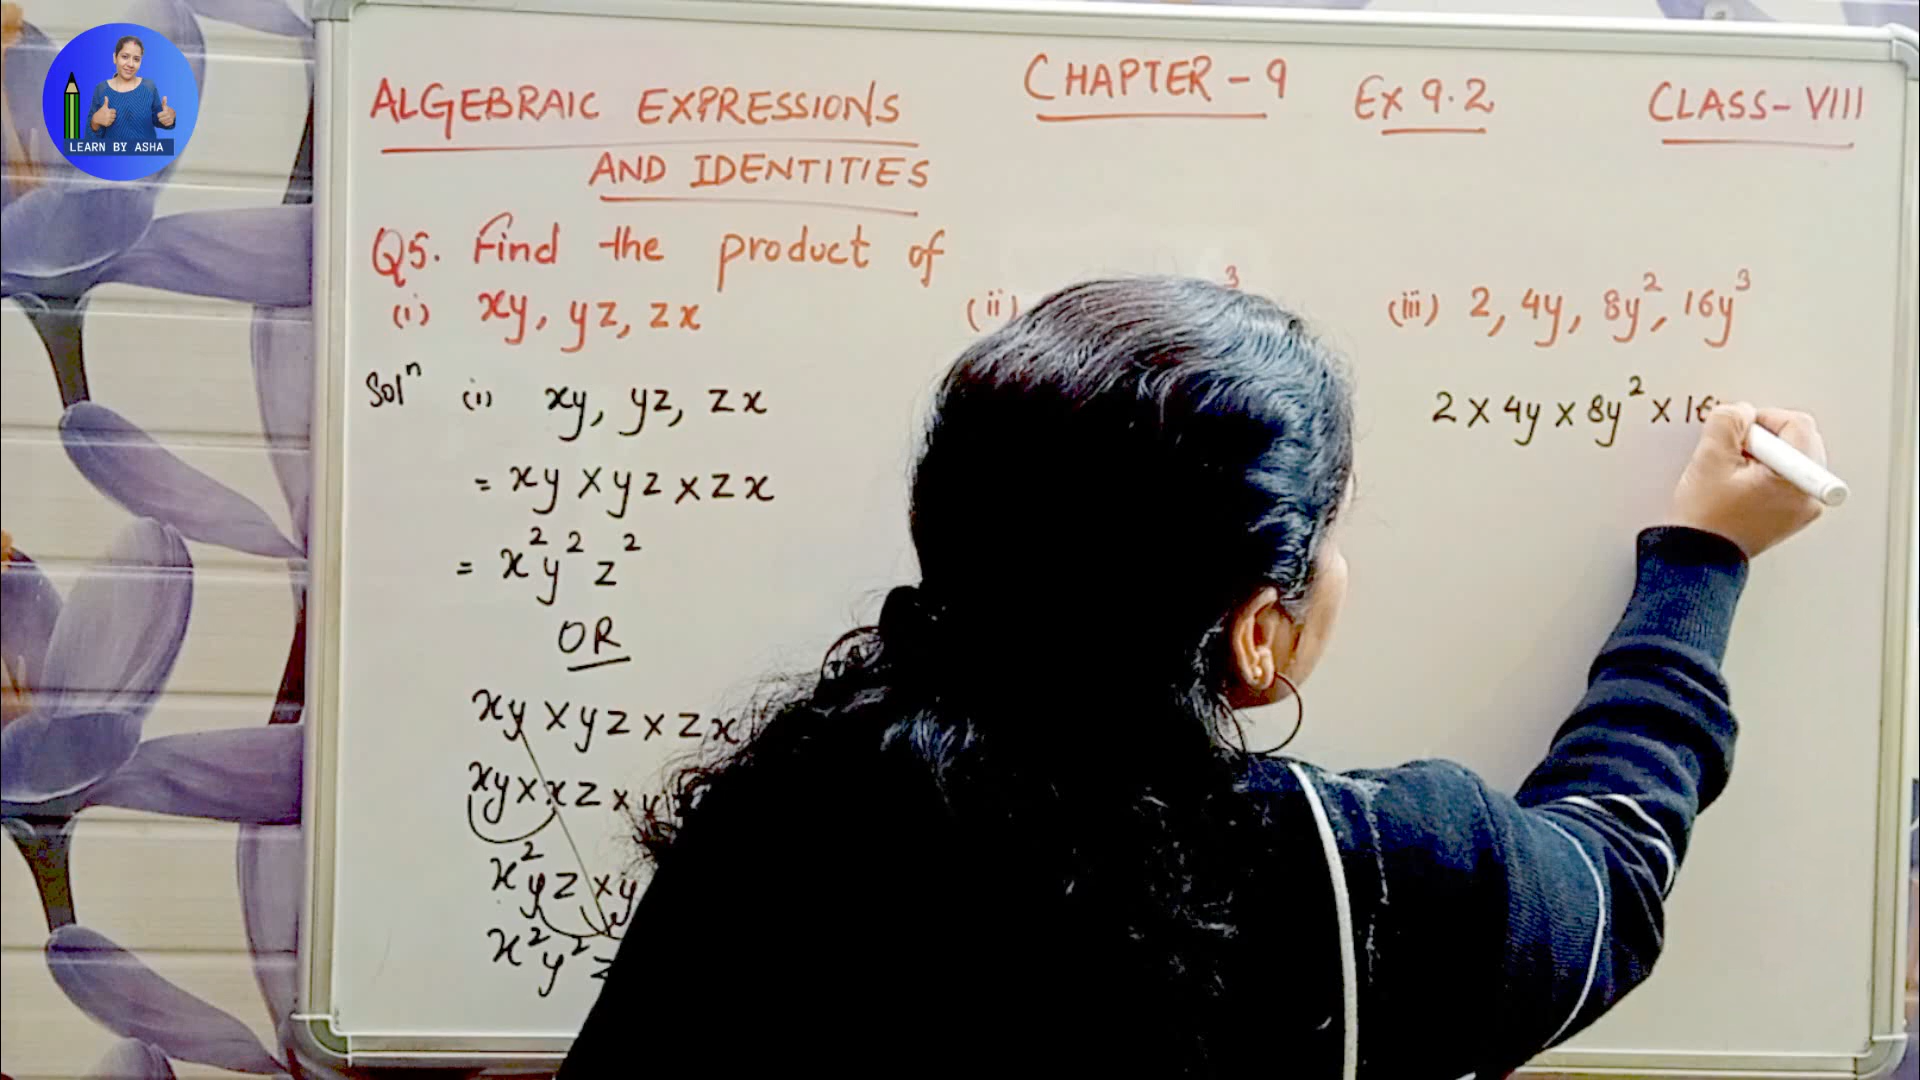 LEARN BY ASHA
ALGEBRAIC EXPRESSIONS
AND IDENTITIES
CHAPTER - 9
Ex 9.2
CLASS - VIII
Q5. Find the product of
(i) xy, yz, zx
(ii) ³
(iii) 2, 4y, 8y², 16y³
Solⁿ (i) xy, yz, zx
= xy × yz × zx
= x²y²z²
OR
xy × yz × zx
xy × xz × y
x²yz × y
x²y²z
2 × 4y × 8y² × 16